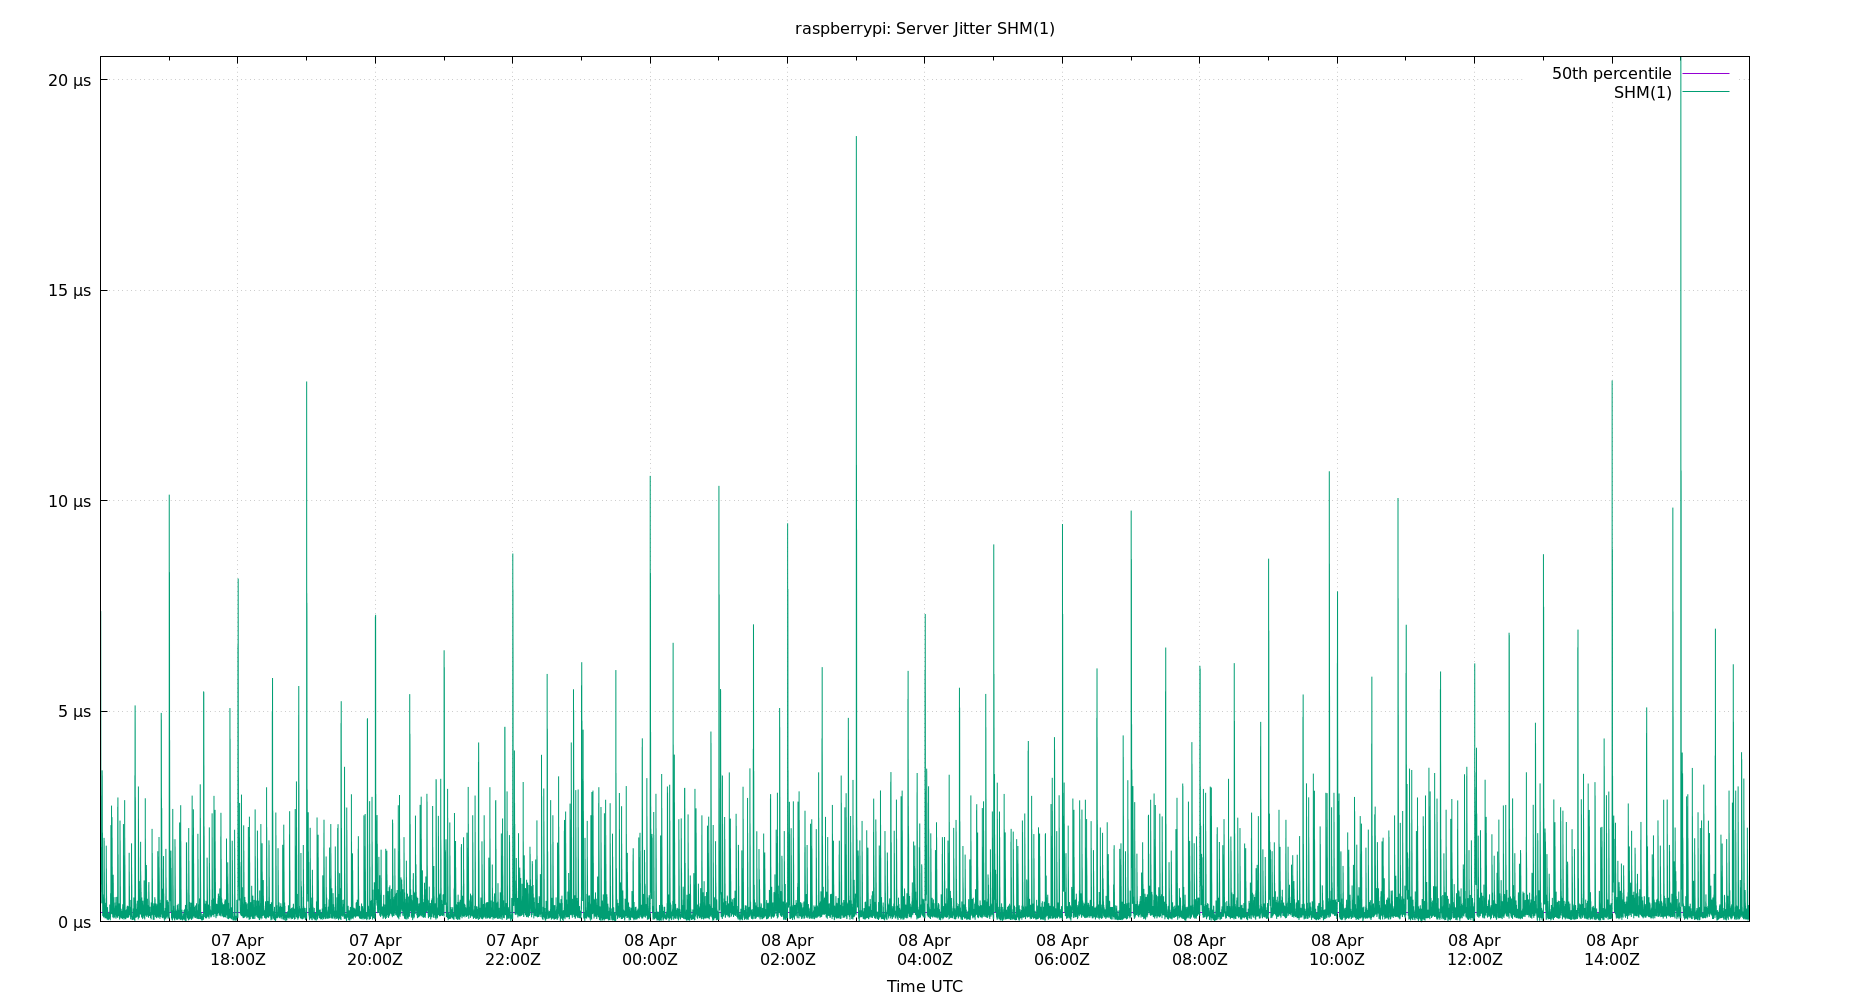 raspberrypi: Server Jitter SHM(1)
50th percentile
SHM(1)
20 µs
15 µs
10 µs
5 µs
0 µs
07 Apr 07 Apr 07 Apr 08 Apr 08 Apr 08 Apr 08 Apr 08 Apr 08 Apr 08 Apr 08 Apr
18:00Z 20:00Z 22:00Z 00:00Z 02:00Z 04:00Z 06:00Z 08:00Z 10:00Z 12:00Z 14:00Z
Time UTC